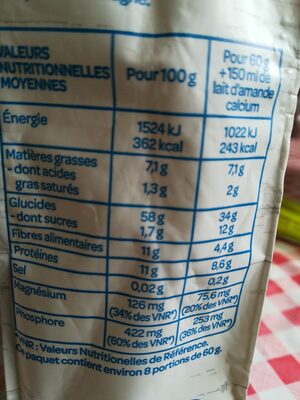 VALEURS
NUTRITIONNELLES
MOYENNES
Pour 100 g
Pour 60 g
+ 150 ml de
lait d'amande
calcium
Énergie
1524 kJ
362 kcal
1022 kJ
243 kcal
Matières grasses
7,1 g
7,1 g
- dont acides
gras saturés
1,3 g
2 g
Glucides
58 g
34 g
- dont sucres
1,7 g
12 g
Fibres alimentaires
11 g
4,4 g
Protéines
11 g
8,6 g
Sel
0,02 g
0,2 g
Magnésium
126 mg
(34% des VNR*)
75,6 mg
(20% des VNR*)
Phosphore
422 mg
(60% des VNR*)
253 mg
(36% des VNR*)
VNR : Valeurs Nutritionelles de Référence.
Ce paquet contient environ 8 portions de 60 g.